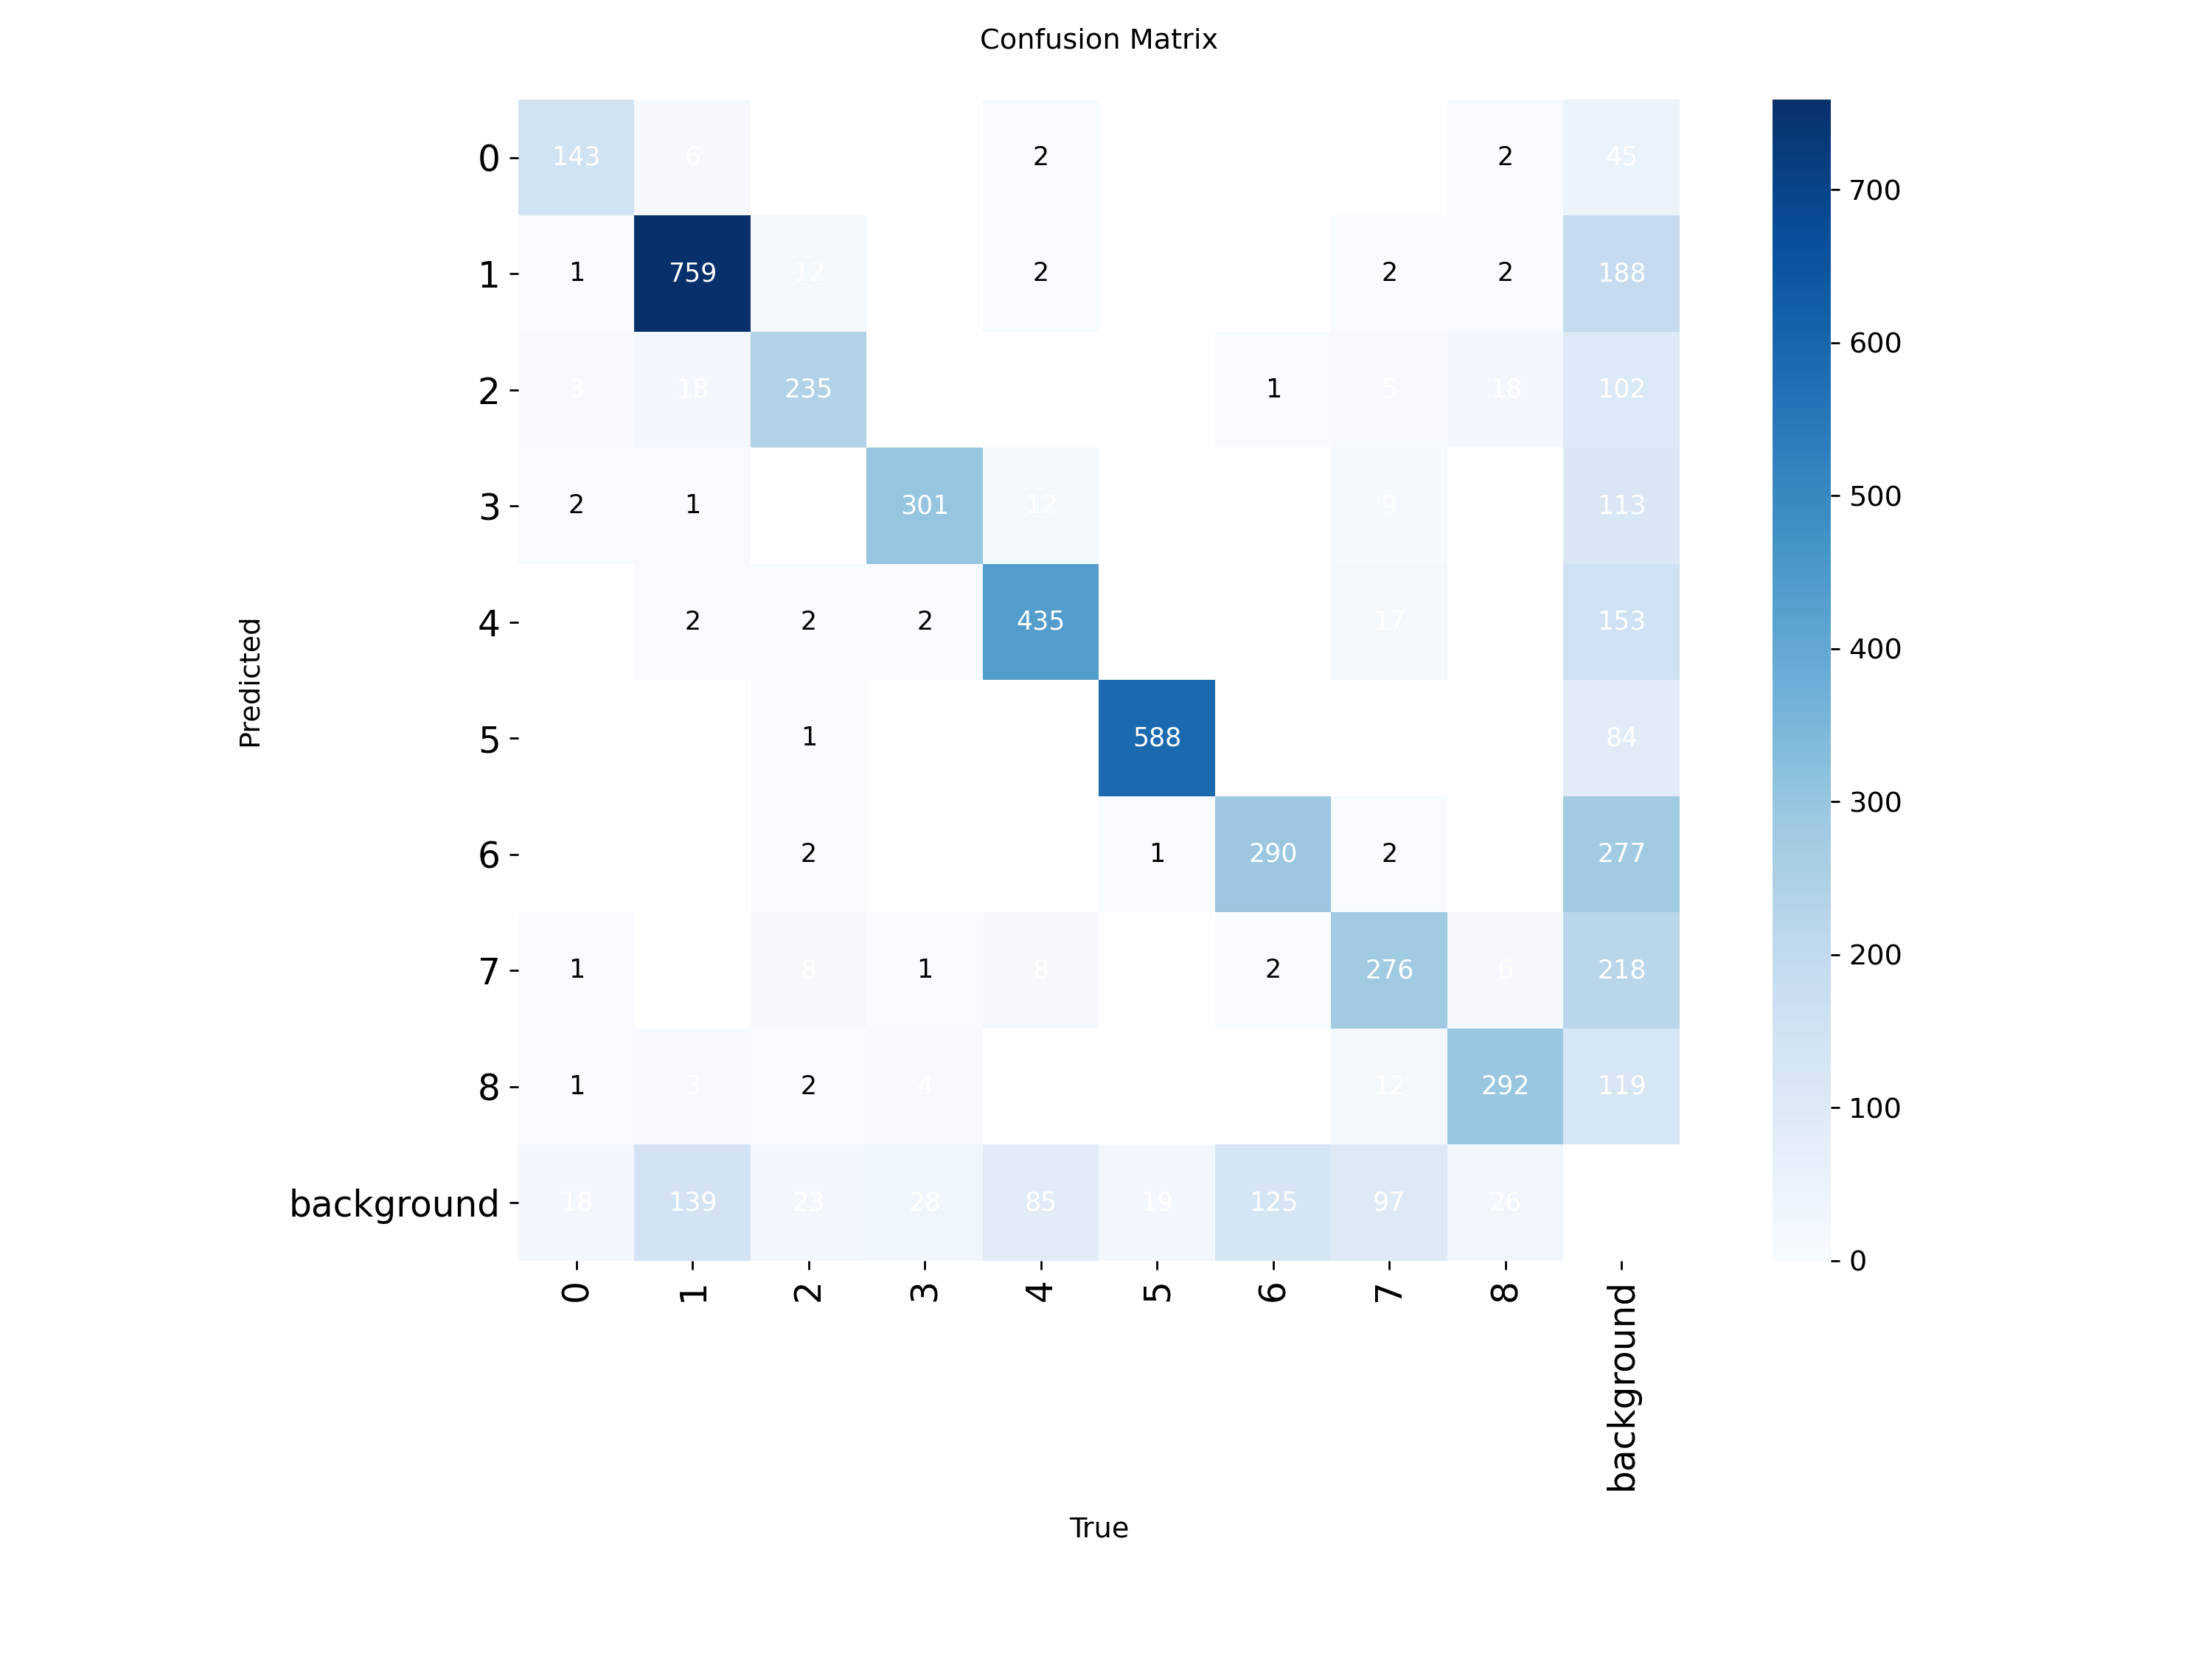 Confusion Matrix
0 143 6 2 2 45
1 1 759 12 2 2 2 188
2 3 18 235 1 5 18 102
3 2 1 301 12 9 113
4 2 2 2 435 17 153
5 1 588 84
6 2 1 290 2 277
7 1 8 1 8 2 276 6 218
8 1 3 2 4 12 292 119
background 18 139 23 28 85 19 125 97 26
0 1 2 3 4 5 6 7 8 background
Predicted
True
700
600
500
400
300
200
100
0